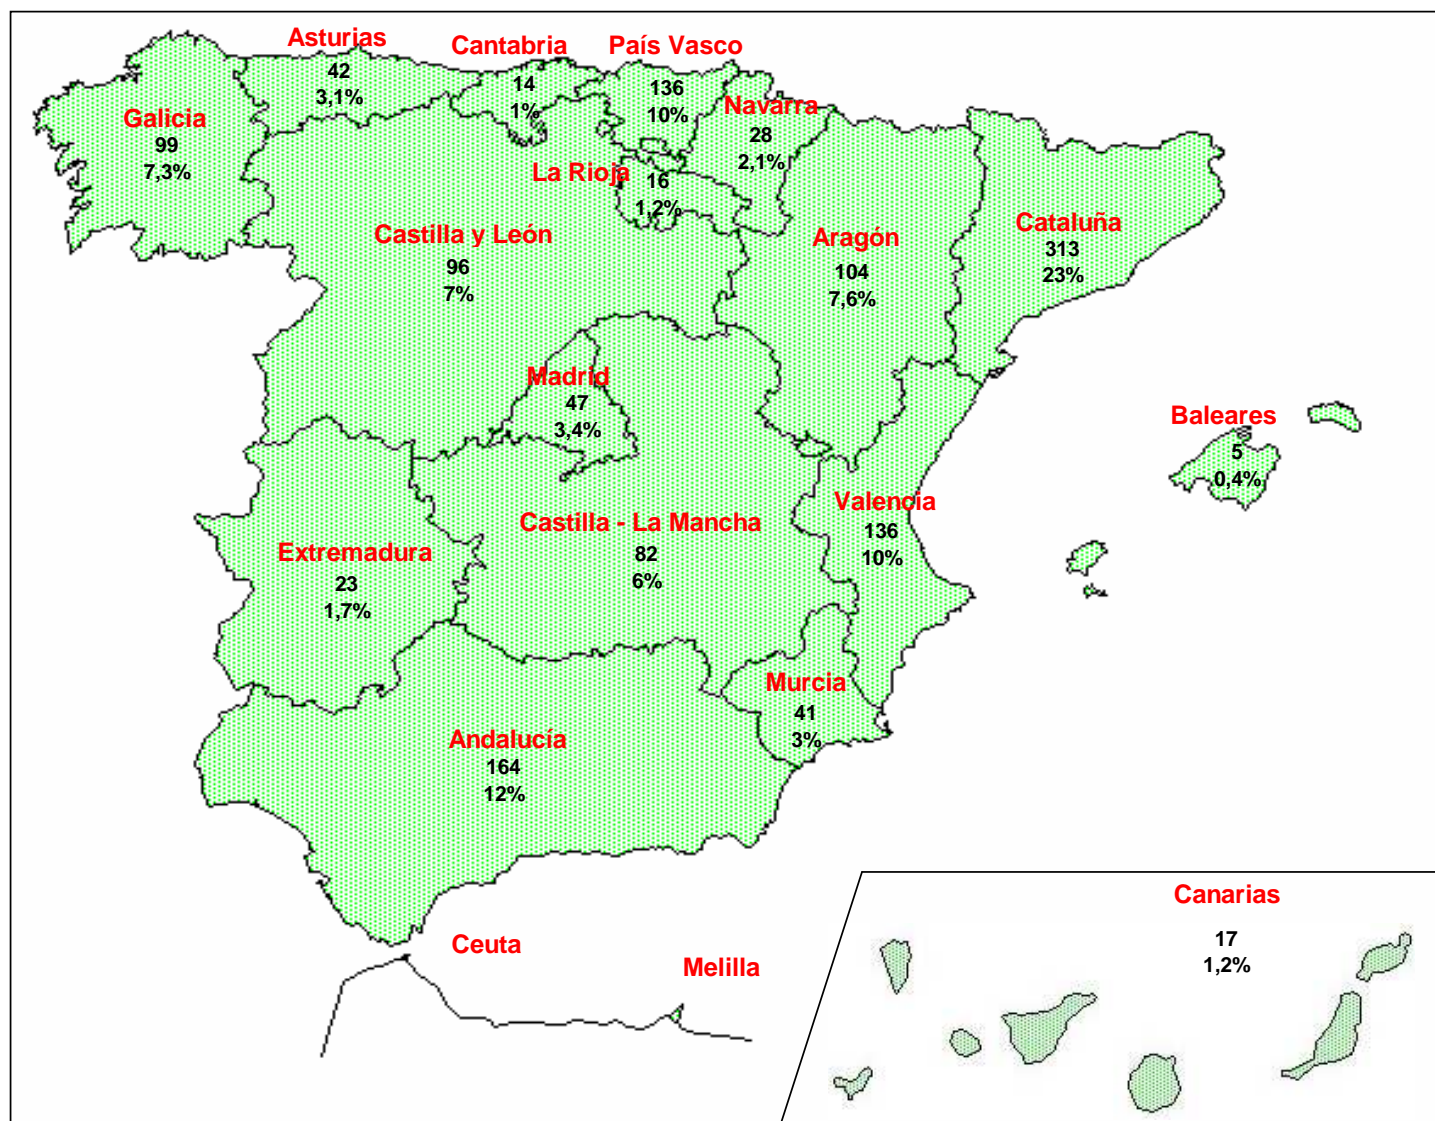 Asturias
42
3,1%
Cantabria
14
1%
País Vasco
136
10%
Navarra
28
2,1%
Galicia
99
7,3%
La Rioja
16
1,2%
Castilla y León
96
7%
Aragón
104
7,6%
Cataluña
313
23%
Madrid
47
3,4%
Baleares
5
0,4%
Valencia
136
10%
Castilla - La Mancha
82
6%
Extremadura
23
1,7%
Murcia
41
3%
Andalucía
164
12%
Ceuta
Melilla
Canarias
17
1,2%